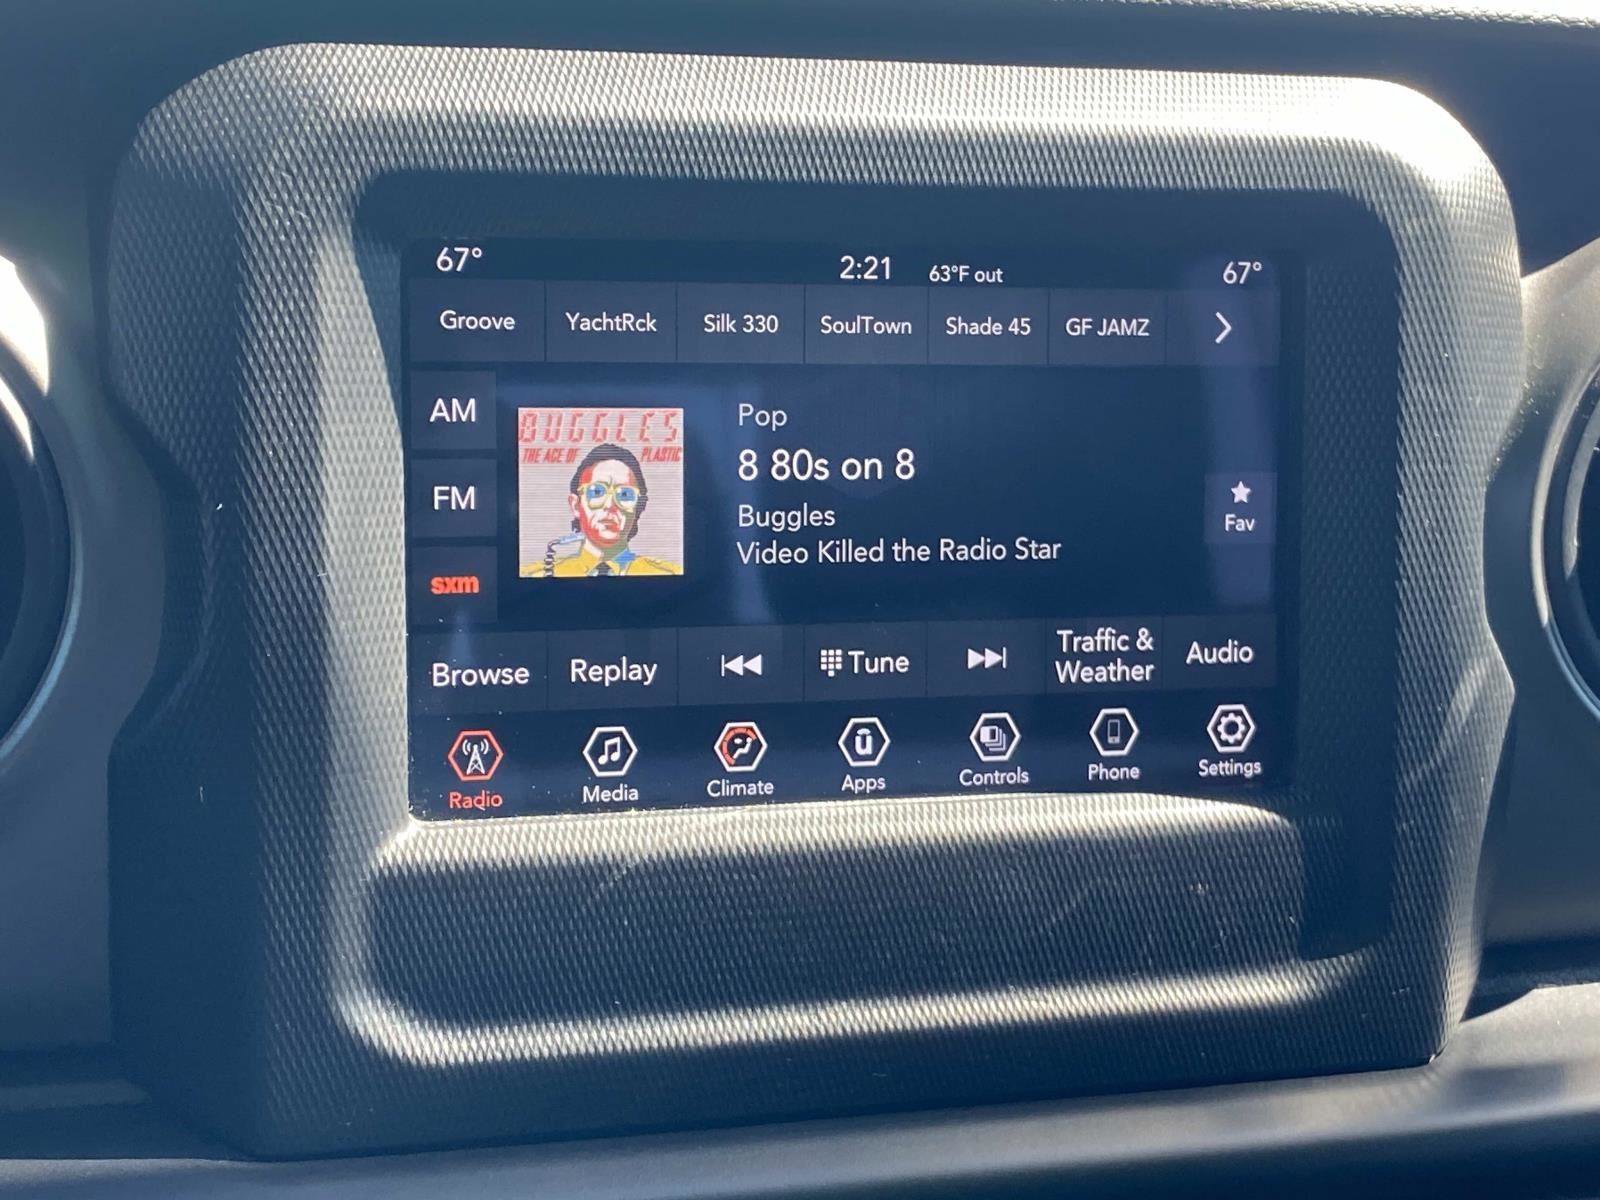 67°
2:21
63°F out
67°
Groove
YachtRck
Silk 330
SoulTown
Shade 45
GF JAMZ
AM
FM
sxm
BUGGLES
THE AGE OF PLASTIC
Pop
8 80s on 8
Buggles
Video Killed the Radio Star
Fav
Browse
Replay
Tune
Traffic &
Weather
Audio
Radio
Media
Climate
û
Apps
Controls
Phone
Settings